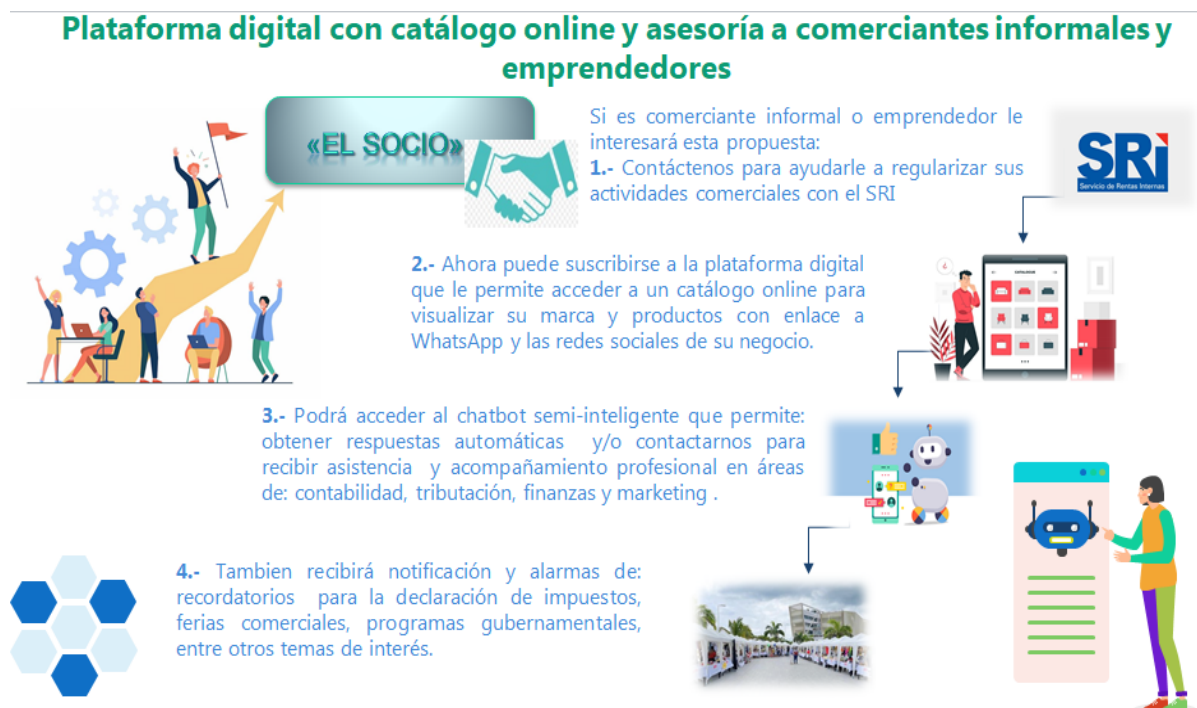 Plataforma digital con catálogo online y asesoría a comerciantes informales y
emprendedores
«EL SOCIO»
Si es comerciante informal o emprendedor le
interesará esta propuesta:
1.- Contáctenos para ayudarle a regularizar sus
actividades comerciales con el SRI
SRi
Servicio de Rentas Internas
2.- Ahora puede suscribirse a la plataforma digital
que le permite acceder a un catálogo online para
visualizar su marca y productos con enlace a
WhatsApp y las redes sociales de su negocio.
CATALOGUE
3.- Podrá acceder al chatbot semi-inteligente que permite:
obtener respuestas automáticas y/o contactarnos para
recibir asistencia y acompañamiento profesional en áreas
de: contabilidad, tributación, finanzas y marketing .
4.- Tambien recibirá notificación y alarmas de:
recordatorios para la declaración de impuestos,
ferias comerciales, programas gubernamentales,
entre otros temas de interés.